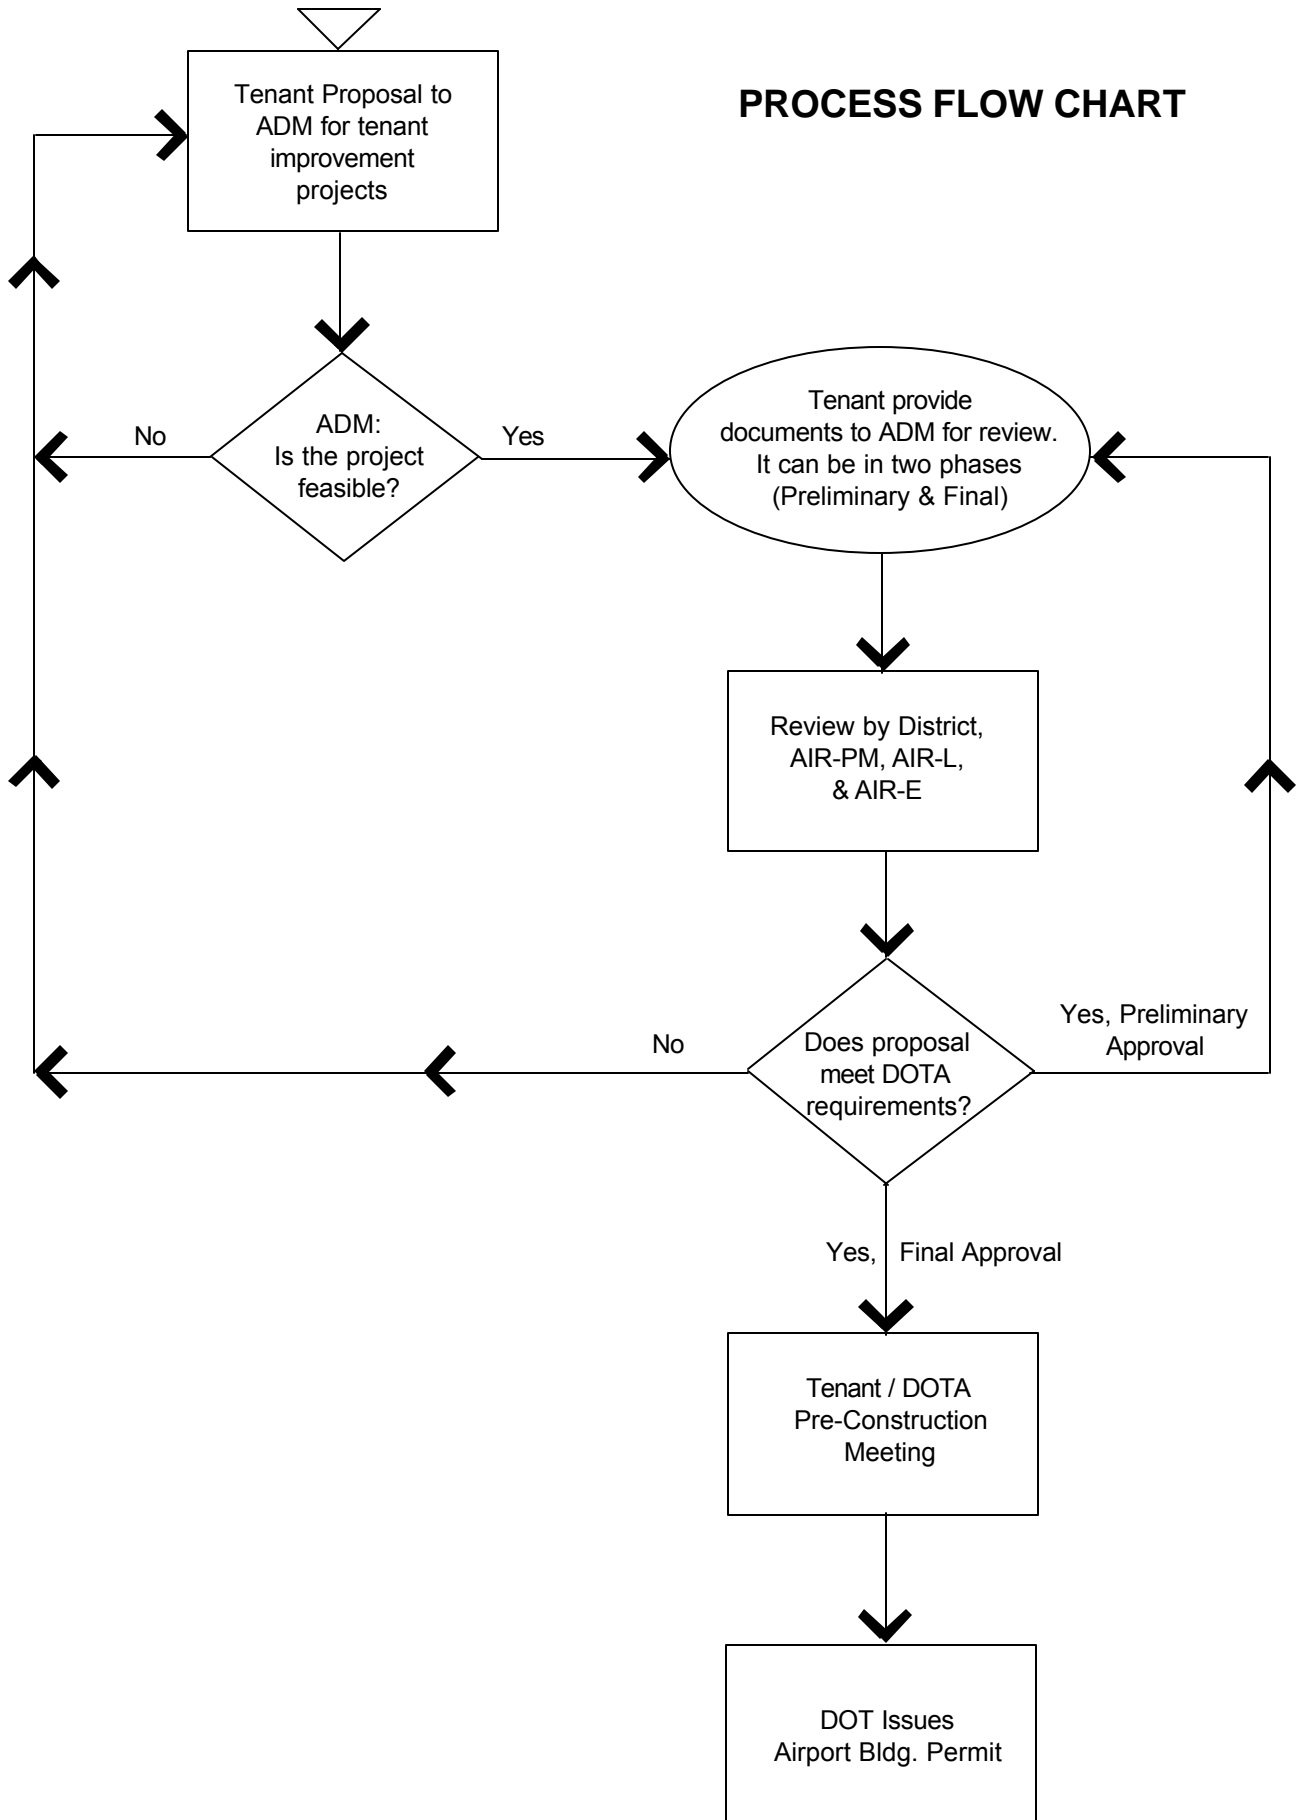 PROCESS FLOW CHART
Tenant Proposal to
ADM for tenant
improvement
projects
No
ADM:
Is the project
feasible?
Yes
Tenant provide
documents to ADM for review.
It can be in two phases
(Preliminary & Final)
Review by District,
AIR-PM, AIR-L,
& AIR-E
No
Does proposal
meet DOTA
requirements?
Yes, Preliminary
Approval
Yes, Final Approval
Tenant / DOTA
Pre-Construction
Meeting
DOT Issues
Airport Bldg. Permit